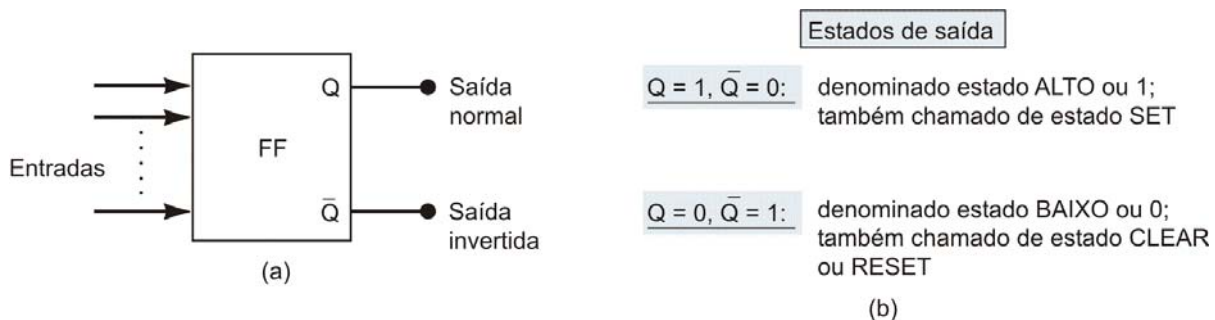 Entradas
FF
Q
Q̅
Saída
normal
Saída
invertida
(a)
Estados de saída
Q = 1, Q̅ = 0:
denominado estado ALTO ou 1;
também chamado de estado SET
Q = 0, Q̅ = 1:
denominado estado BAIXO ou 0;
também chamado de estado CLEAR
ou RESET
(b)